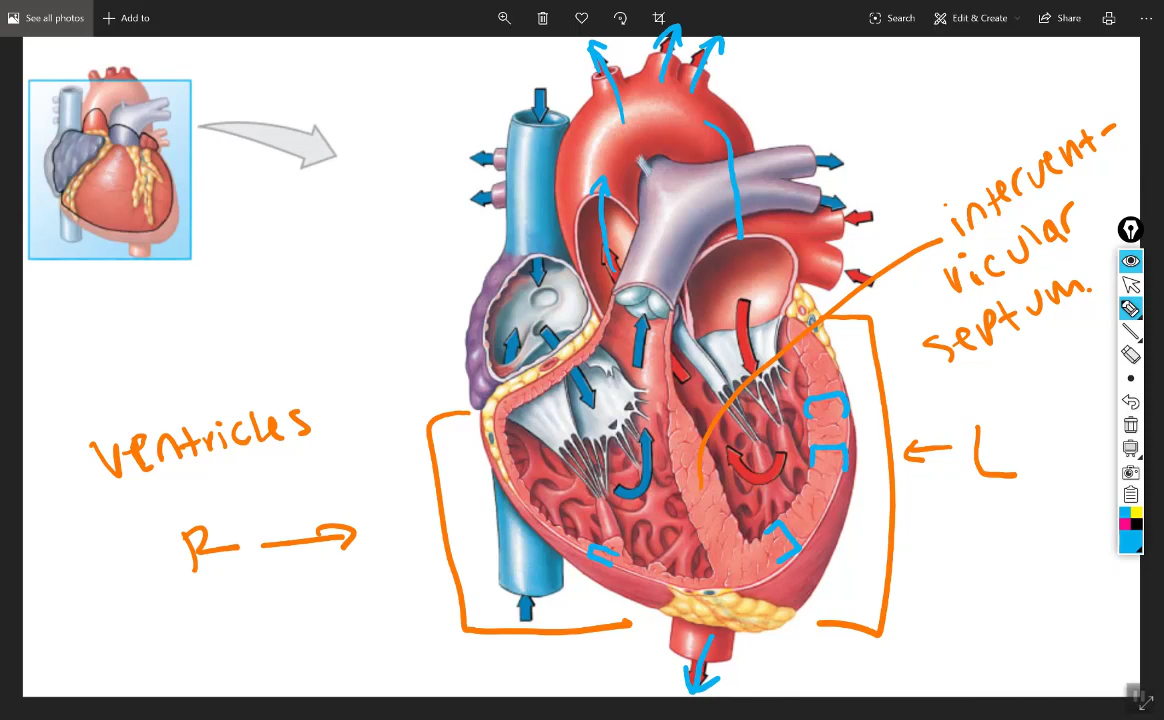 See all photos
Add to
Search
Edit & Create
Share
intervent-
ricular
septum.
ventricles
R
L